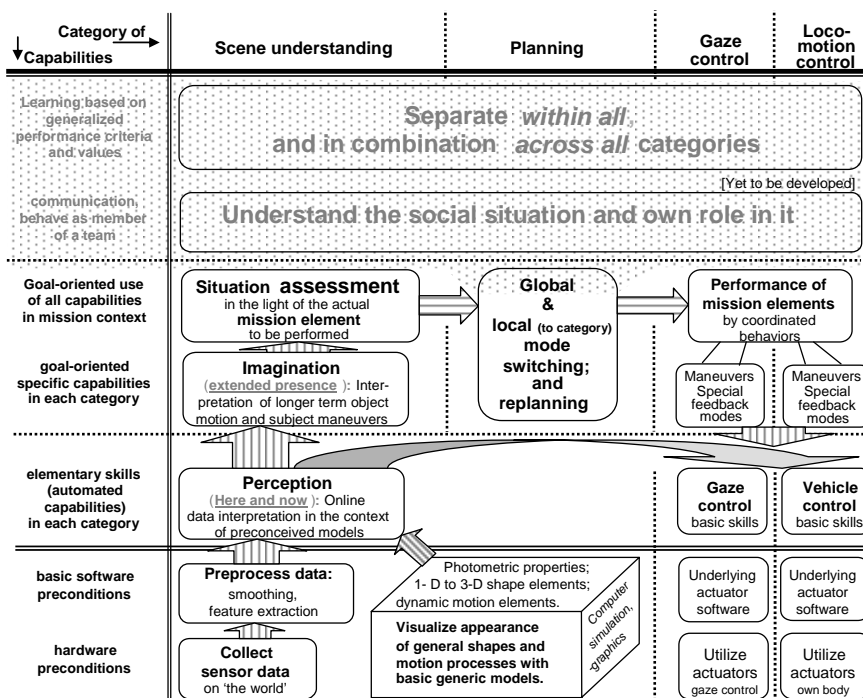 Category of
Capabilities
Scene understanding
Planning
Gaze
control
Loco-
motion
control
Learning based on
generalized
performance criteria
and values
Separate within all,
and in combination across all categories
[Yet to be developed]
communication,
behave as member
of a team
Understand the social situation and own role in it
Goal-oriented use
of all capabilities
in mission context
Situation assessment
in the light of the actual
mission element
to be performed
Global
&
local (to category)
mode
switching;
and
replanning
Performance of
mission elements
by coordinated
behaviors
goal-oriented
specific capabilities
in each category
Imagination
(extended presence ): Inter-
pretation of longer term object
motion and subject maneuvers
Maneuvers
Special
feedback
modes
Maneuvers
Special
feedback
modes
elementary skills
(automated
capabilities)
in each category
Perception
(Here and now ): Online
data interpretation in the context
of preconceived models
Gaze
control
basic skills
Vehicle
control
basic skills
basic software
preconditions
Preprocess data:
smoothing,
feature extraction
Photometric properties;
1- D to 3-D shape elements;
dynamic motion elements.
Computer
simulation,
-graphics
Underlying
actuator
software
Underlying
actuator
software
hardware
preconditions
Collect
sensor data
on ‘the world’
Visualize appearance
of general shapes and
motion processes with
basic generic models.
Utilize
actuators
gaze control
Utilize
actuators
own body